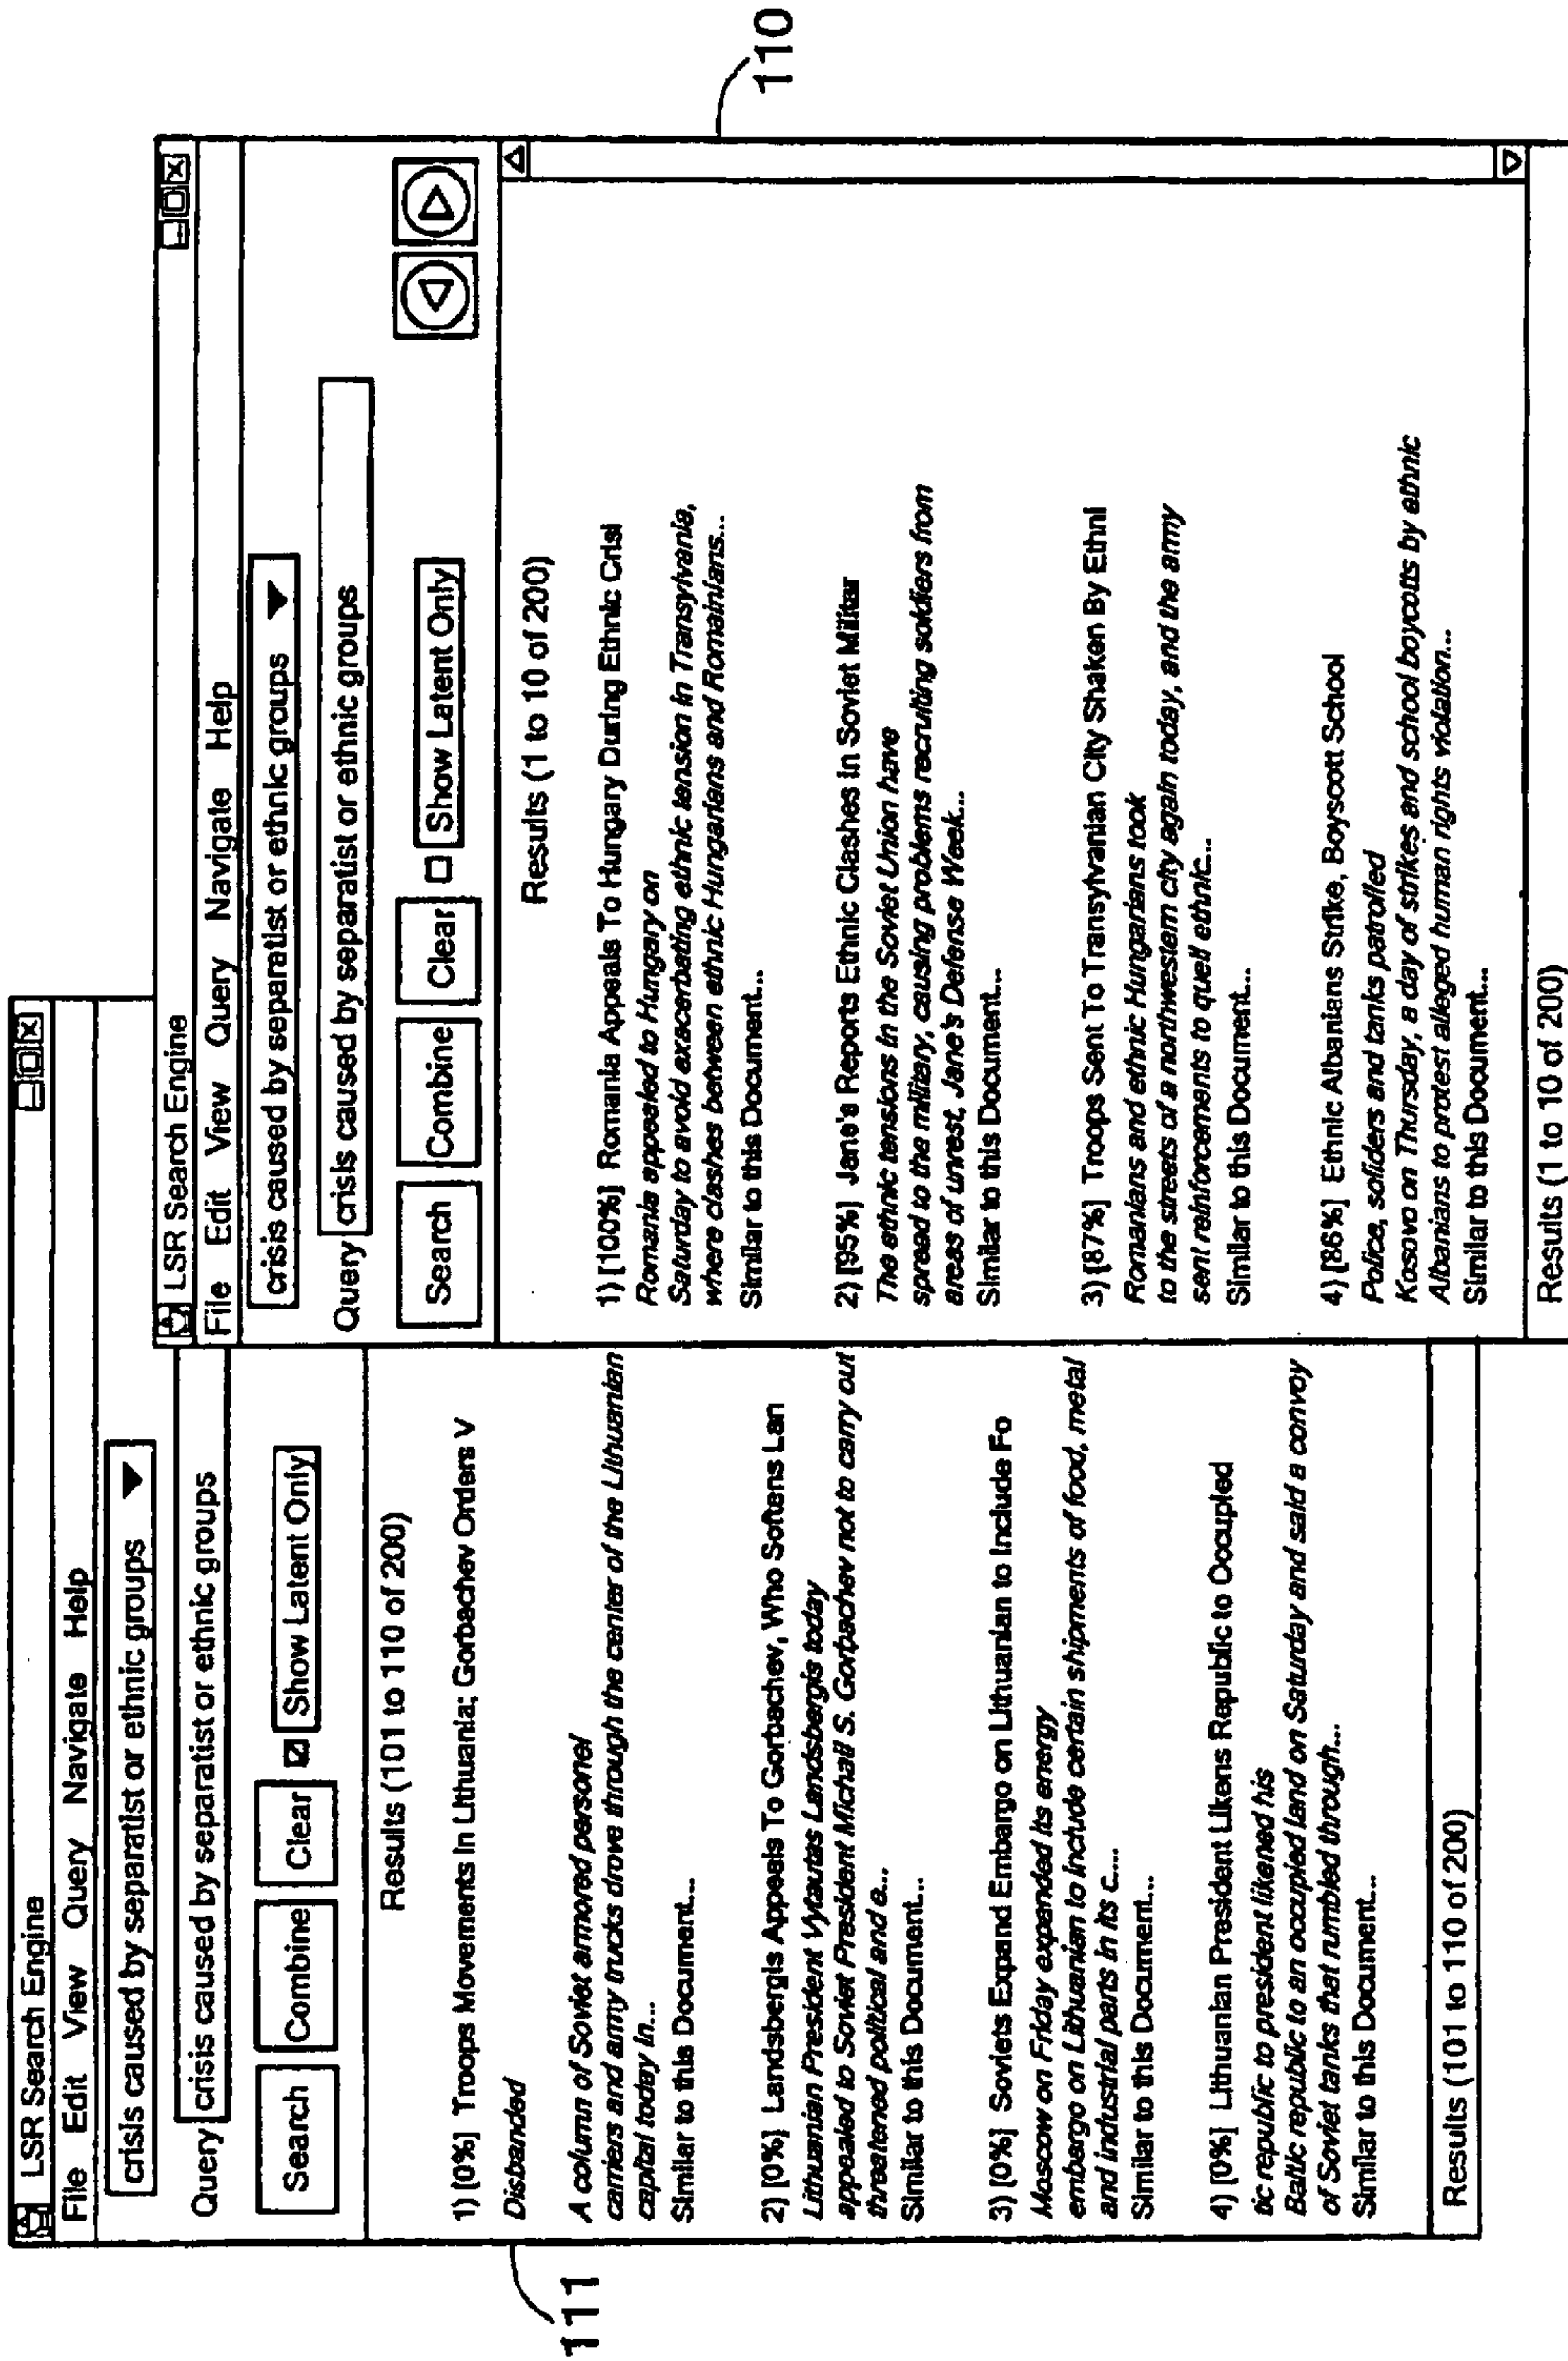 LSR Search Engine
File Edit View Query Navigate Help
crisis caused by separatist or ethnic groups
Query crisis caused by separatist or ethnic groups
Search Combine Clear Show Latent Only
Results (101 to 110 of 200)
1) [0%] Troops Movements in Lithuania; Gorbachev Orders V
Disbanded
A column of Soviet armored personel
carriers and army trucks drove through the center of the Lithuanian
capital today in...
Similar to this Document...
2) [0%] Landsbergis Appeals To Gorbachev, Who Softens Lan
Lithuanian President Vytautas Landsbergis today
appealed to Soviet President Michail S. Gorbachev not to carry out
threatened political and e...
Similar to this Document...
3) [0%] Soviets Expand Embargo on Lithuanian to Include Fo
Moscow on Friday expanded its energy
embargo on Lithuanian to include certain shipments of food, metal
and industrial parts in its c....
Similar to this Document...
4) [0%] Lithuanian President Likens Republic to Occupied
tic republic to president likened his
Baltic republic to an occupied land on Saturday and said a convoy
of Soviet tanks that rumbled through...
Similar to this Document...
Results (101 to 110 of 200)
111
LSR Search Engine
File Edit View Query Navigate Help
crisis caused by separatist or ethnic groups
Query crisis caused by separatist or ethnic groups
Search Combine Clear Show Latent Only
Results (1 to 10 of 200)
1) [100%] Romania Appeals To Hungary During Ethnic Crisi
Romania appealed to Hungary on
Saturday to avoid exacerbating ethnic tension in Transylvania,
where clashes between ethnic Hungarians and Romainians...
Similar to this Document...
2) [95%] Jane's Reports Ethnic Clashes in Soviet Militar
The ethnic tensions in the Soviet Union have
spread to the military, causing problems recruiting soldiers from
areas of unrest, Jane's Defense Week...
Similar to this Document...
3) [87%] Troops Sent To Transylvanian City Shaken By Ethni
Romanians and ethnic Hungarians took
to the streets of a northwestern city again today, and the army
sent reinforcements to quell ethnic...
Similar to this Document...
4) [86%] Ethnic Albanians Strike, Boyscott School
Police, soliders and tanks patrolled
Kosovo on Thursday, a day of strikes and school boycotts by ethnic
Albanians to protest alleged human rights violation...
Similar to this Document...
Results (1 to 10 of 200)
110